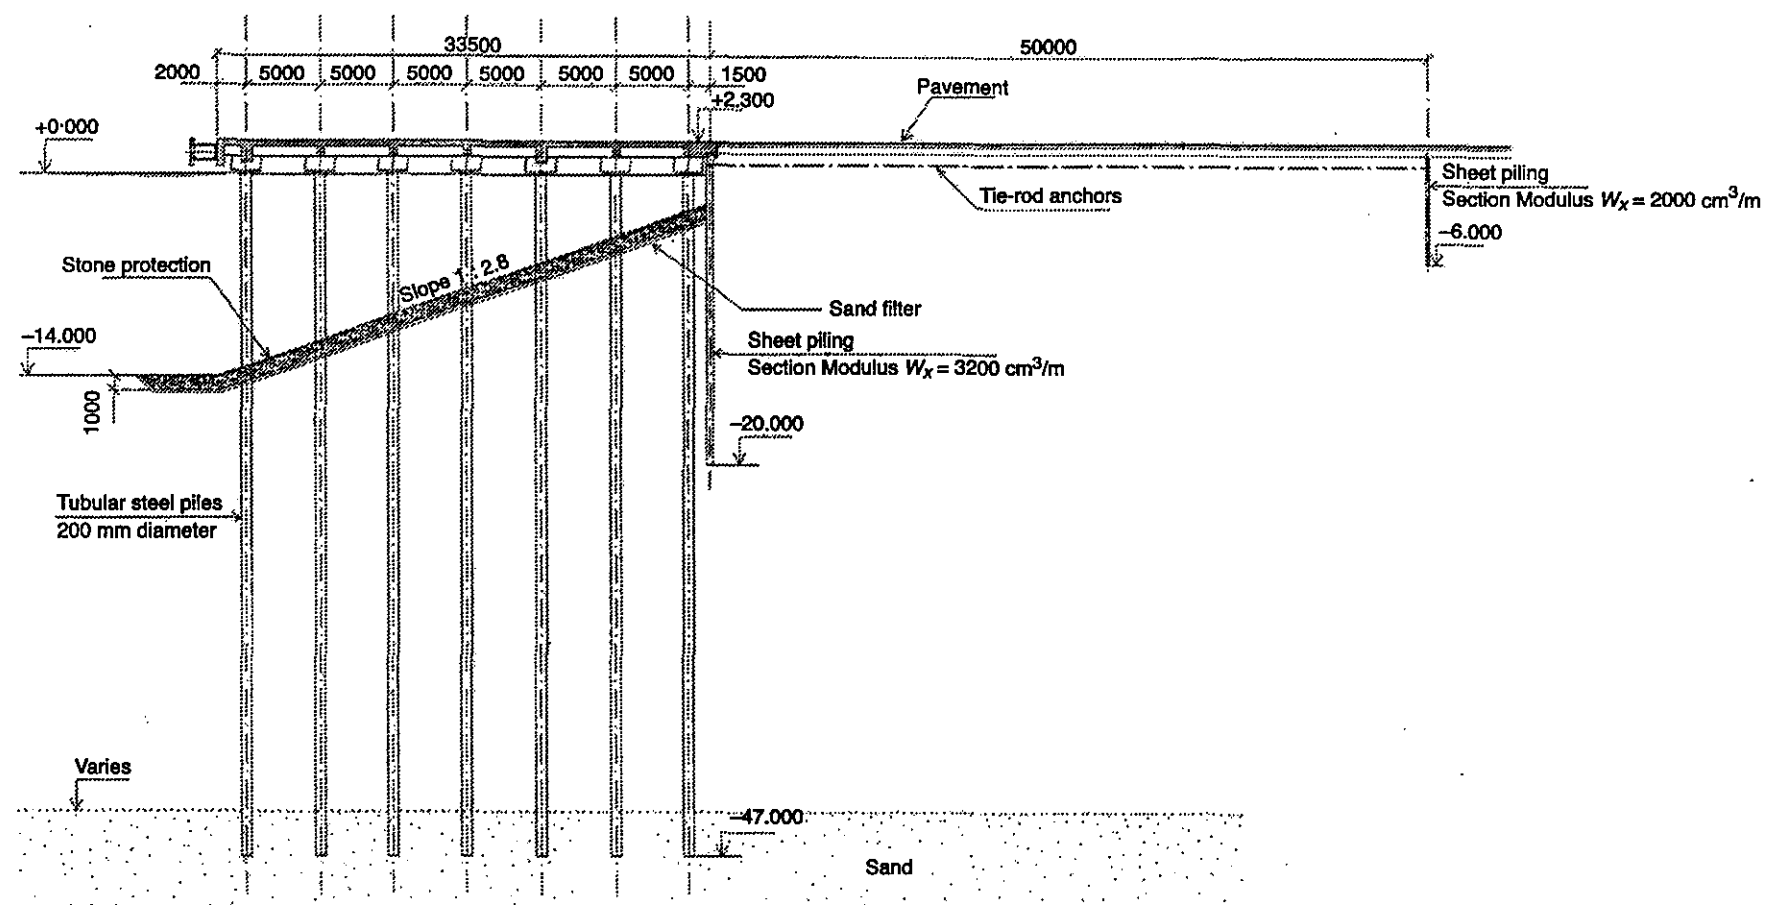 33500
50000
2000 5000 5000 5000 5000 5000 5000 1500
+2.300
Pavement
+0·000
Tie-rod anchors
Sheet piling
Section Modulus Wx = 2000 cm³/m
-6.000
Stone protection
Slope 1 : 2.8
Sand filter
-14.000
Sheet piling
Section Modulus Wx = 3200 cm³/m
1000
-20.000
Tubular steel piles
200 mm diameter
Varies
-47.000
Sand